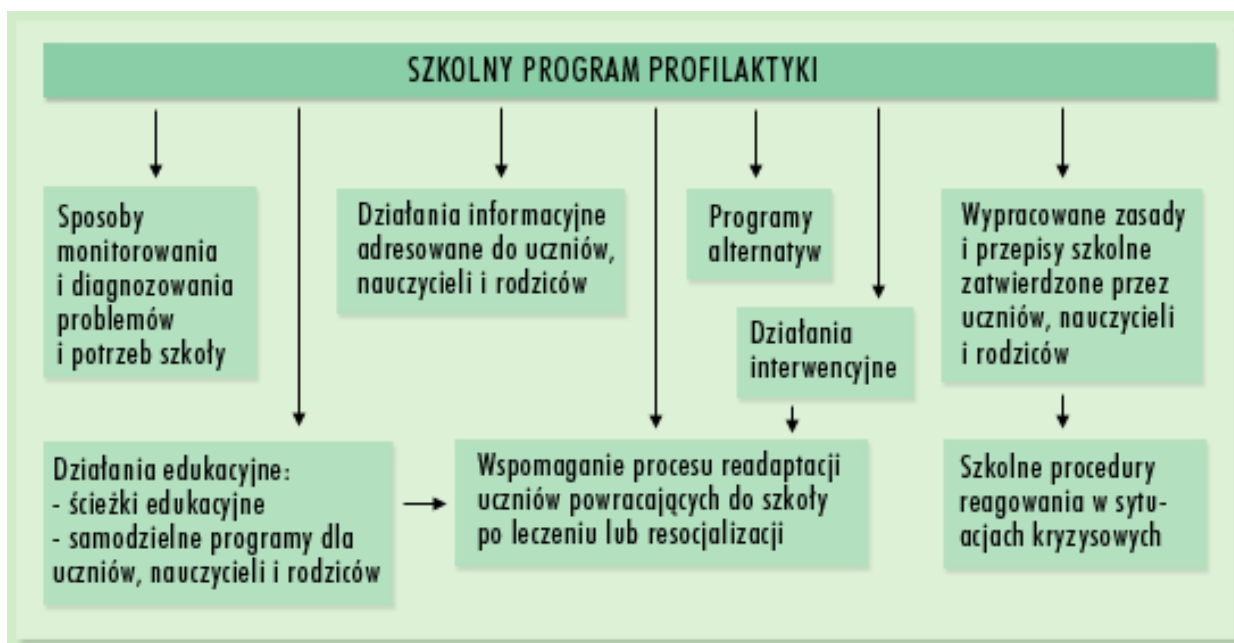 SZKOLNY PROGRAM PROFILAKTYKI
Sposoby
monitorowania
i diagnozowania
problemów
i potrzeb szkoły
Działania informacyjne
adresowane do uczniów,
nauczycieli i rodziców
Programy
alternatyw
Działania
interwencyjne
Wypracowane zasady
i przepisy szkolne
zatwierdzone przez
uczniów, nauczycieli
i rodziców
Działania edukacyjne:
- ścieżki edukacyjne
- samodzielne programy dla
uczniów, nauczycieli i rodziców
Wspomaganie procesu readaptacji
uczniów powracających do szkoły
po leczeniu lub resocjalizacji
Szkolne procedury
reagowania w sytu-
acjach kryzysowych